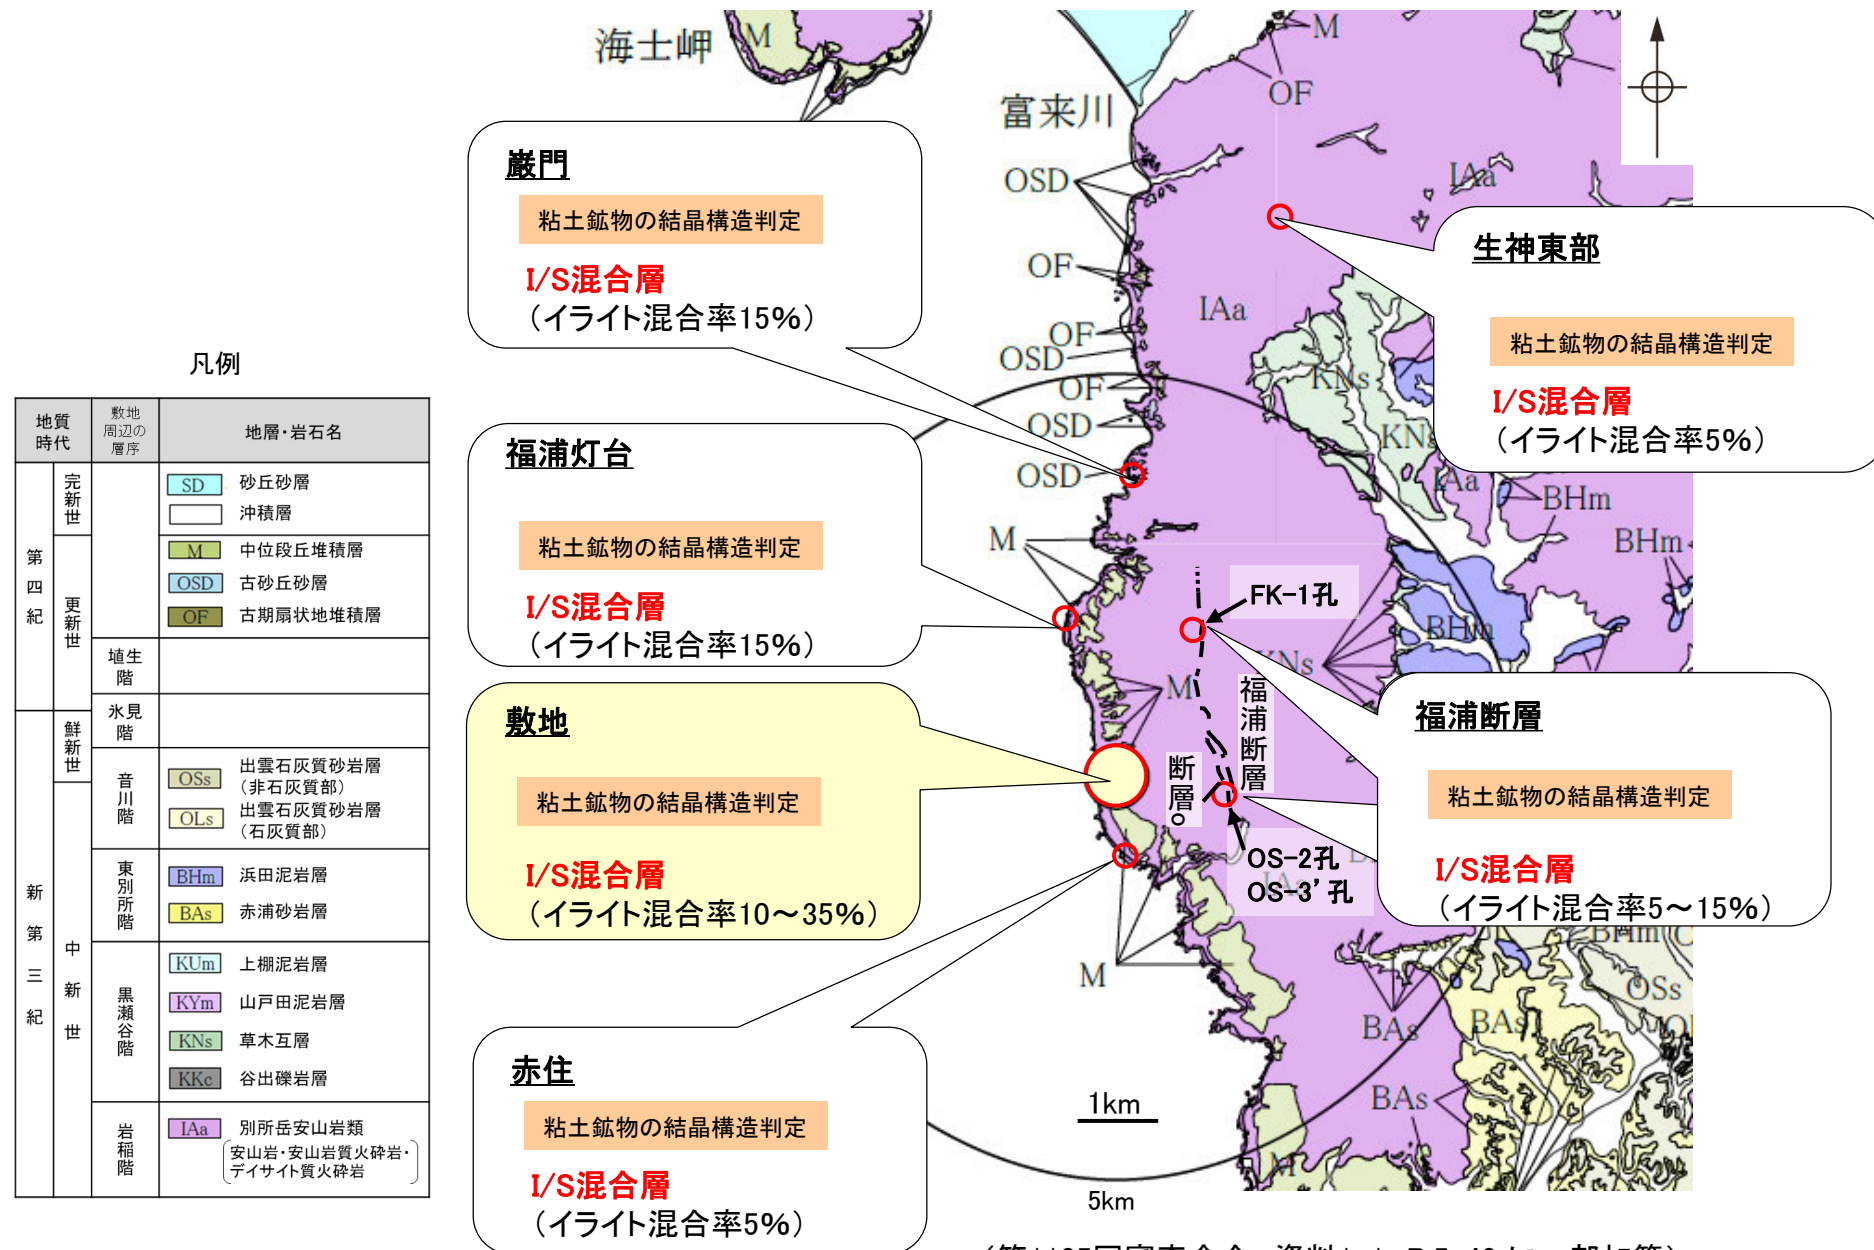 海士岬
M
M
OF
富来川
IAa
OSD
OF
IAa
OF
OSD
OF
OSD
OSD
KNs
KNs
IAa
BHm
BHm
M
BHm
KNs
M
巌門
粘土鉱物の結晶構造判定
I/S混合層
（イライト混合率15%）
生神東部
粘土鉱物の結晶構造判定
I/S混合層
（イライト混合率5%）
福浦灯台
粘土鉱物の結晶構造判定
I/S混合層
（イライト混合率15%）
FK-1孔
福浦断層
断層o
OS-2孔
OS-3’孔
敷地
粘土鉱物の結晶構造判定
I/S混合層
（イライト混合率10～35%）
福浦断層
粘土鉱物の結晶構造判定
I/S混合層
（イライト混合率5～15%）
M
BHm
OSs
BAs
BAs
BAs
M
赤住
粘土鉱物の結晶構造判定
I/S混合層
（イライト混合率5%）
1km
5km
凡例
地質時代
敷地周辺の層序
地層・岩石名
第四紀
完新世
SD 砂丘砂層
沖積層
更新世
M 中位段丘堆積層
OSD 古砂丘砂層
OF 古期扇状地堆積層
埴生階
新第三紀
鮮新世
氷見階
中新世
音川階
OSs 出雲石灰質砂岩層
（非石灰質部）
OLs 出雲石灰質砂岩層
（石灰質部）
東別所階
BHm 浜田泥岩層
BAs 赤浦砂岩層
黒瀬谷階
KUm 上棚泥岩層
KYm 山戸田泥岩層
KNs 草木互層
KKc 谷出礫岩層
岩稲階
IAa 別所岳安山岩類
安山岩・安山岩質火砕岩・
デイサイト質火砕岩